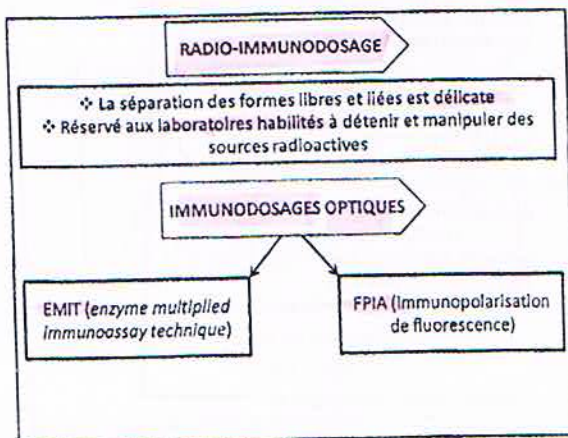 RADIO-IMMUNODOSAGE
❖ La séparation des formes libres et liées est délicate
❖ Réservé aux laboratoires habilités à détenir et manipuler des
sources radioactives
IMMUNODOSAGES OPTIQUES
EMIT (enzyme multiplied
immunoassay technique)
FPIA (immunopolarisation
de fluorescence)